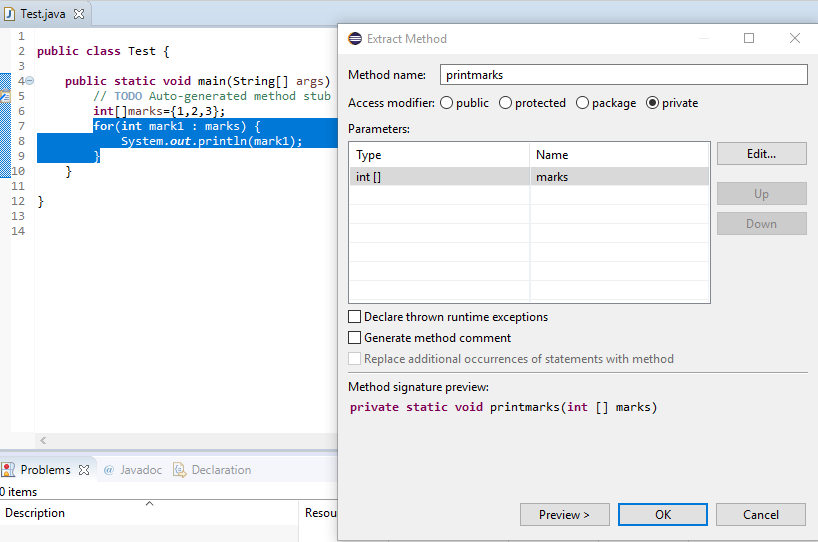 Test.java
1
2 public class Test {
3
4 public static void main(String[] args)
5 // TODO Auto-generated method stub
6 int[]marks={1,2,3};
7 for(int mark1 : marks) {
8 System.out.println(mark1);
9 }
10 }
11
12 }
13
14
Problems @ Javadoc Declaration
0 items
Description Resou
Extract Method
Method name: printmarks
Access modifier: public protected package private
Parameters:
Type Name
int [] marks
Edit...
Up
Down
Declare thrown runtime exceptions
Generate method comment
Replace additional occurrences of statements with method
Method signature preview:
private static void printmarks(int [] marks)
Preview > OK Cancel